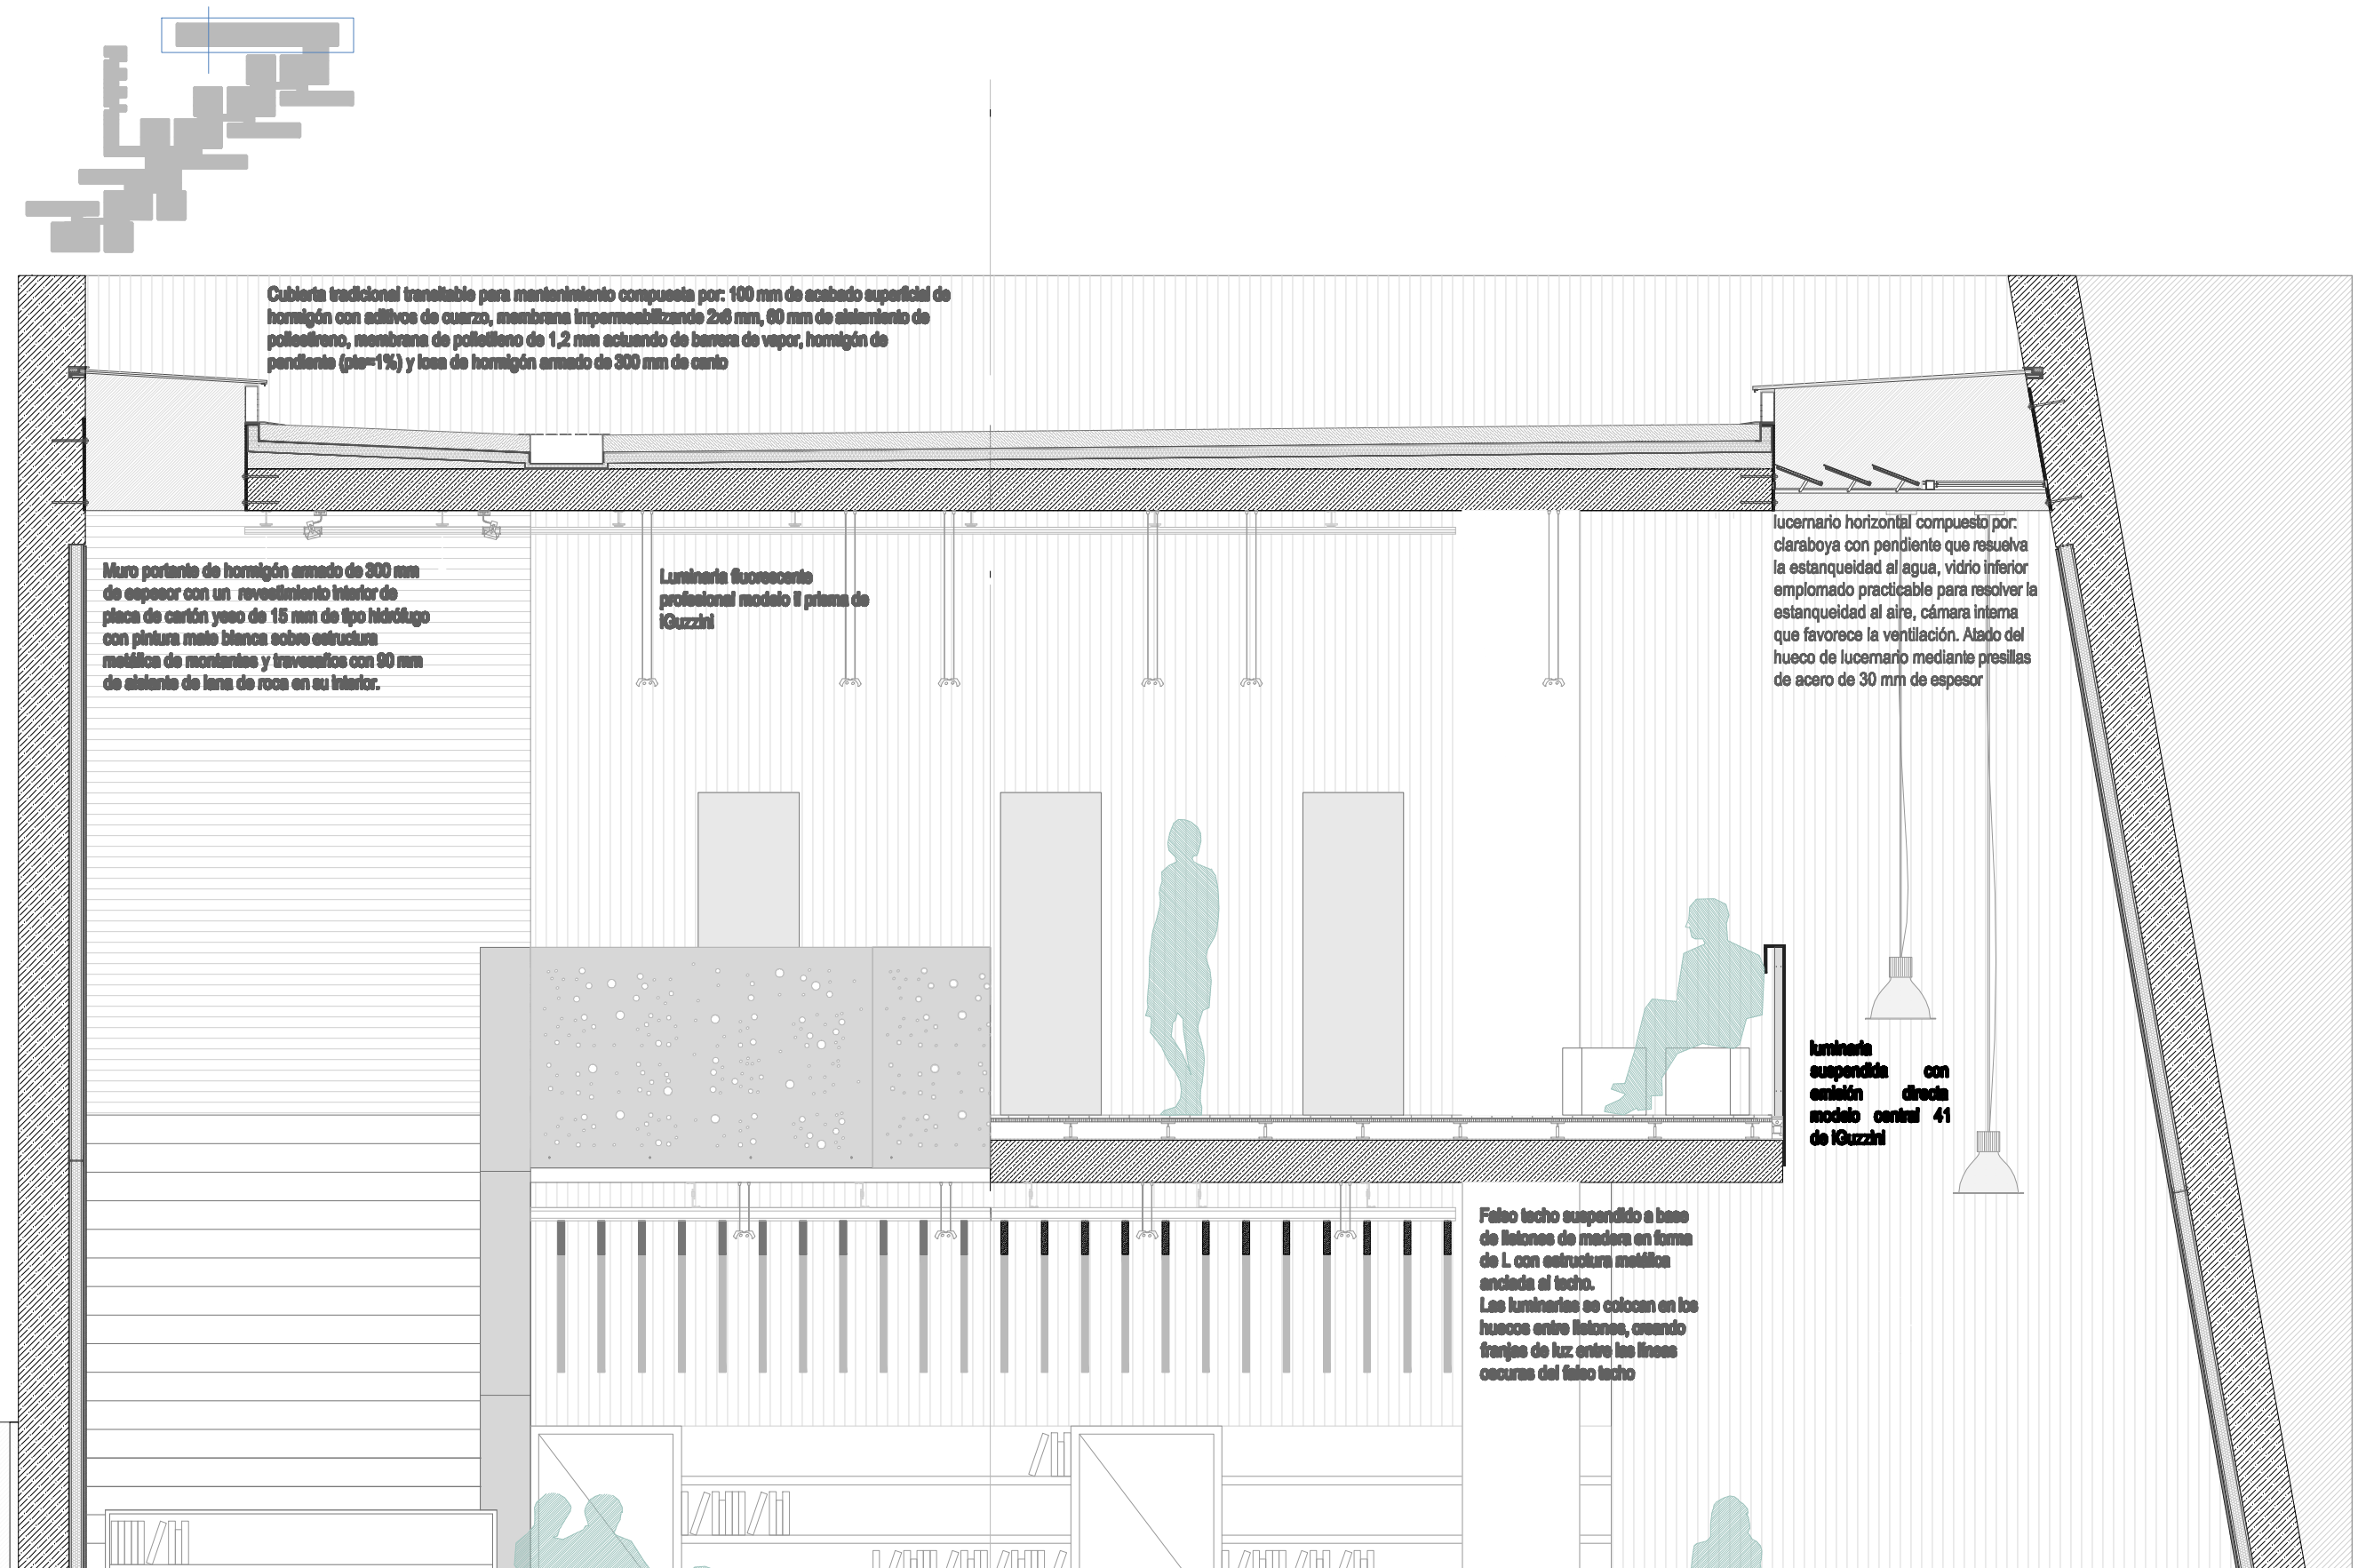 Cubierta tradicional transitable para mantenimiento compuesta por: 100 mm de acabado superficial de
hormigón con aditivos de cuarzo, membrana impermeabilizande 2x6 mm, 60 mm de aislamiento de
poliestireno, membrana de polietileno de 1,2 mm actuando de barrera de vapor, hormigón de
pendiente (pte=1%) y losa de hormigón armado de 300 mm de canto
lucernario horizontal compuesto por:
claraboya con pendiente que resuelva
la estanqueidad al agua, vidrio inferior
emplomado practicable para resolver la
estanqueidad al aire, cámara interna
que favorece la ventilación. Atado del
hueco de lucernario mediante presillas
de acero de 30 mm de espesor
Muro portante de hormigón armado de 300 mm
de espesor con un revestimiento interior de
placa de cartón yeso de 15 mm de tipo hidrófugo
con pintura mate blanca sobre estructura
metálica de montantes y travesaños con 90 mm
de aislante de lana de roca en su interior.
Luminaria fluorescente
profesional modelo il prisma de
iGuzzini
luminaria
suspendida con
emisión directa
modelo central 41
de iGuzzini
Falso techo suspendido a base
de listones de madera en forma
de L con estructura metálica
anclada al techo.
Las luminarias se colocan en los
huecos entre listones, creando
franjas de luz entre las líneas
oscuras del falso techo